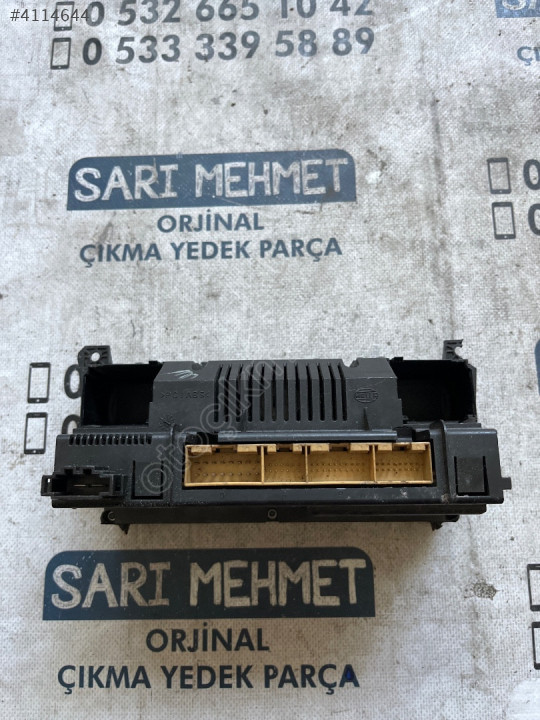 #4114644
0 532 665 10 42
0 533 339 58 89
SARI MEHMET
ORJİNAL
ÇIKMA YEDEK PARÇA
SARI MEHMET
ORJİNAL
ÇIKMA YEDEK PARÇA